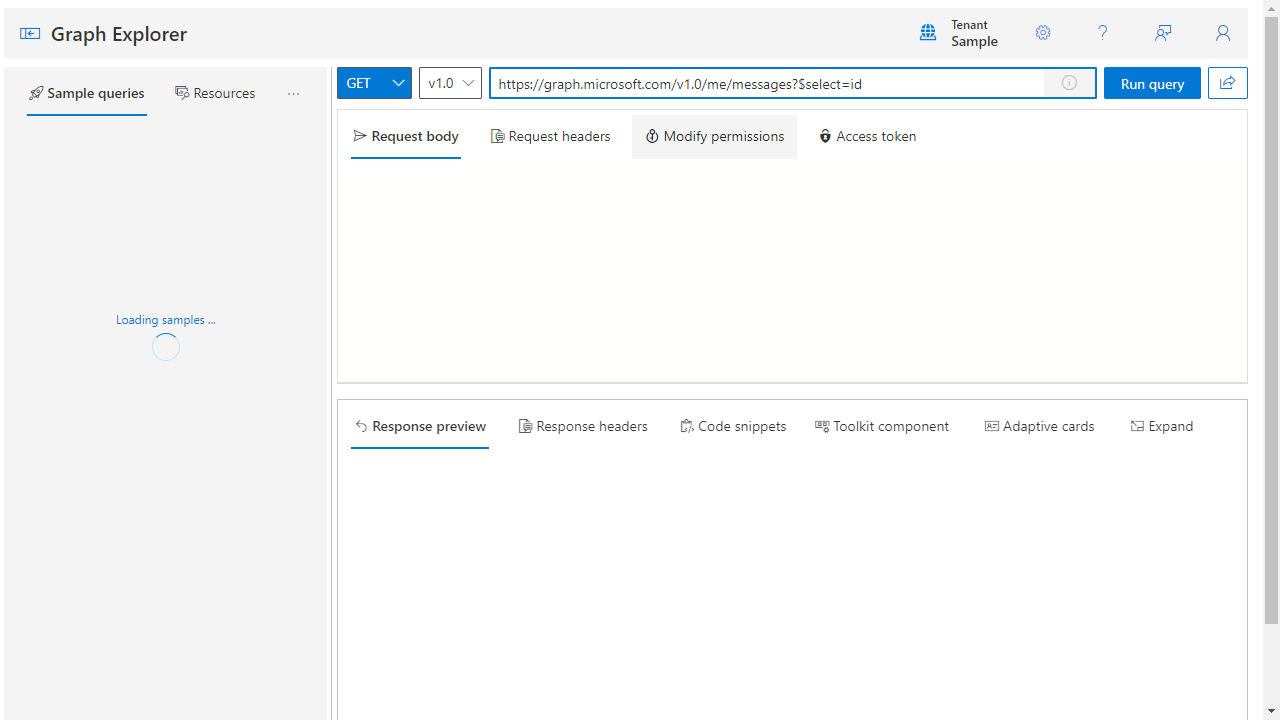 Graph Explorer
Tenant
Sample
Sample queries
Resources
GET
v1.0
https://graph.microsoft.com/v1.0/me/messages?$select=id
Run query
Request body
Request headers
Modify permissions
Access token
Loading samples ...
Response preview
Response headers
Code snippets
Toolkit component
Adaptive cards
Expand